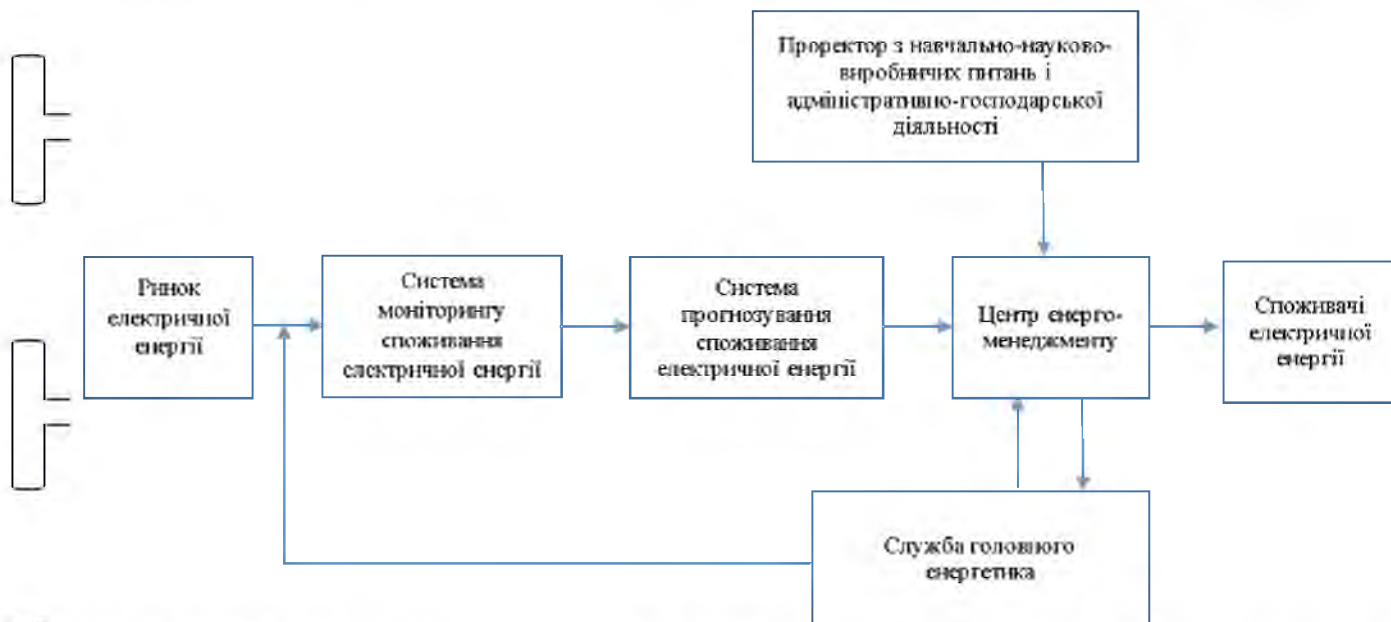 Проректор з навчально-науково-
виробничих питань і
адміністративно-господарської
діяльності
Ринок
електричної
енергії
Система
моніторингу
споживання
електричної енергії
Система
прогнозування
споживання
електричної енергії
Центр енерго-
менеджменту
Споживачі
електричної
енергії
Служба головного
енергетика